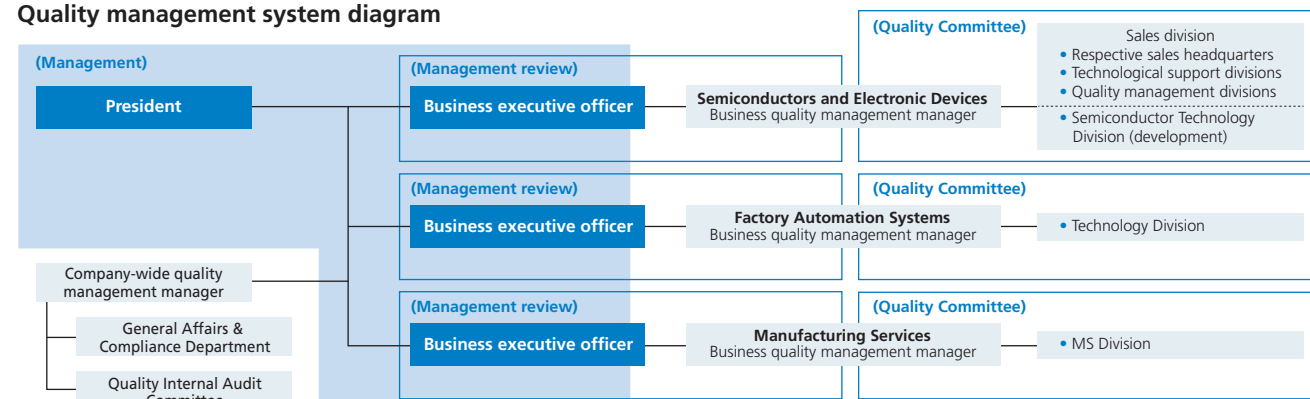 Quality management system diagram
(Management)
President
(Management review)
Business executive officer
Semiconductors and Electronic Devices
Business quality management manager
(Quality Committee)
Sales division
• Respective sales headquarters
• Technological support divisions
• Quality management divisions
• Semiconductor Technology
Division (development)
(Management review)
Business executive officer
Factory Automation Systems
Business quality management manager
(Quality Committee)
• Technology Division
Company-wide quality
management manager
General Affairs &
Compliance Department
Quality Internal Audit
Committee
(Management review)
Business executive officer
Manufacturing Services
Business quality management manager
(Quality Committee)
• MS Division